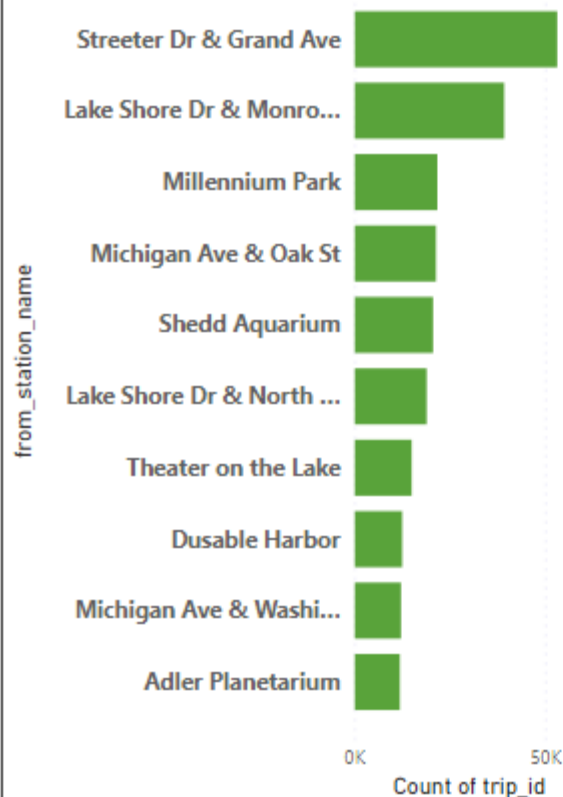 Streeter Dr & Grand Ave
Lake Shore Dr & Monro...
Millennium Park
Michigan Ave & Oak St
Shedd Aquarium
Lake Shore Dr & North ...
Theater on the Lake
Dusable Harbor
Michigan Ave & Washi...
Adler Planetarium
from_station_name
0K 50K
Count of trip_id